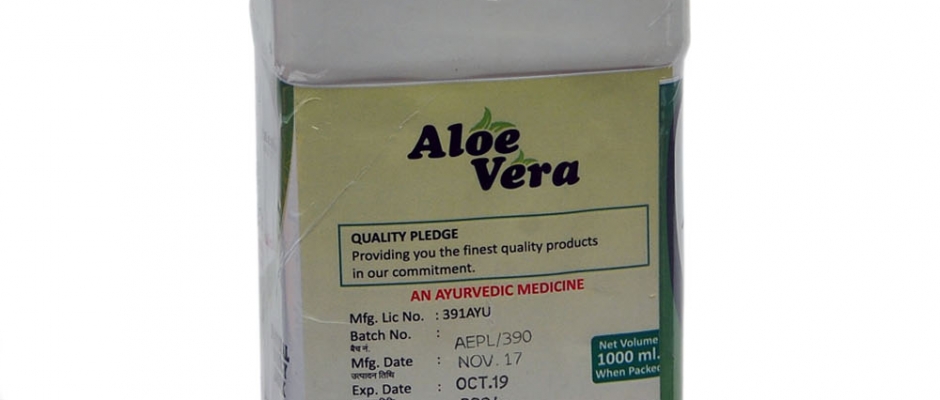 Aloe
Vera
QUALITY PLEDGE
Providing you the finest quality products
in our commitment.
AN AYURVEDIC MEDICINE
Mfg. Lic No. : 391AYU
Batch No. : AEPL/390
बैच नं.
Mfg. Date : NOV. 17
उत्पादन तिथि
Exp. Date : OCT.19
Net Volume
1000 ml.
When Packed